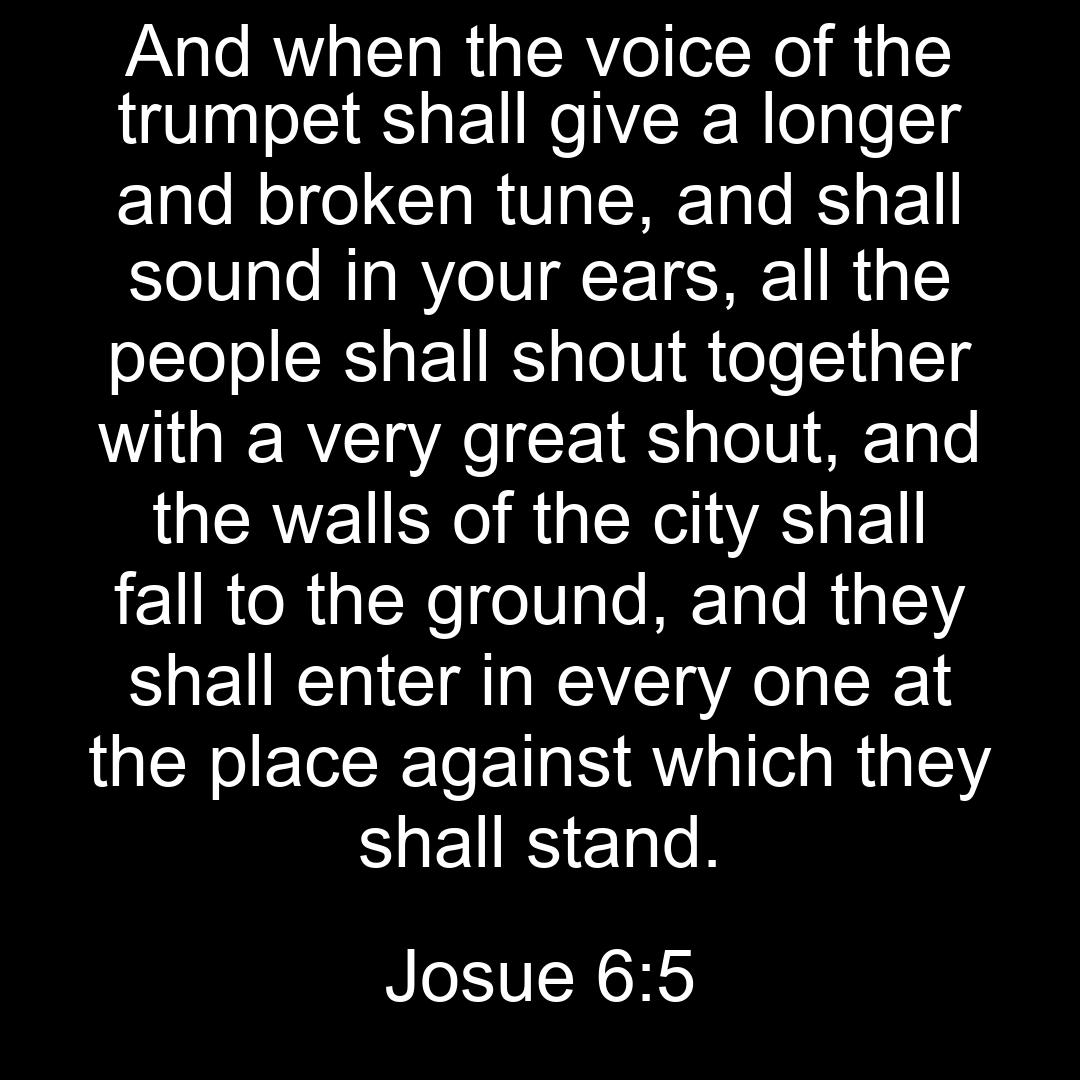 And when the voice of the
trumpet shall give a longer
and broken tune, and shall
sound in your ears, all the
people shall shout together
with a very great shout, and
the walls of the city shall
fall to the ground, and they
shall enter in every one at
the place against which they
shall stand.
Josue 6:5